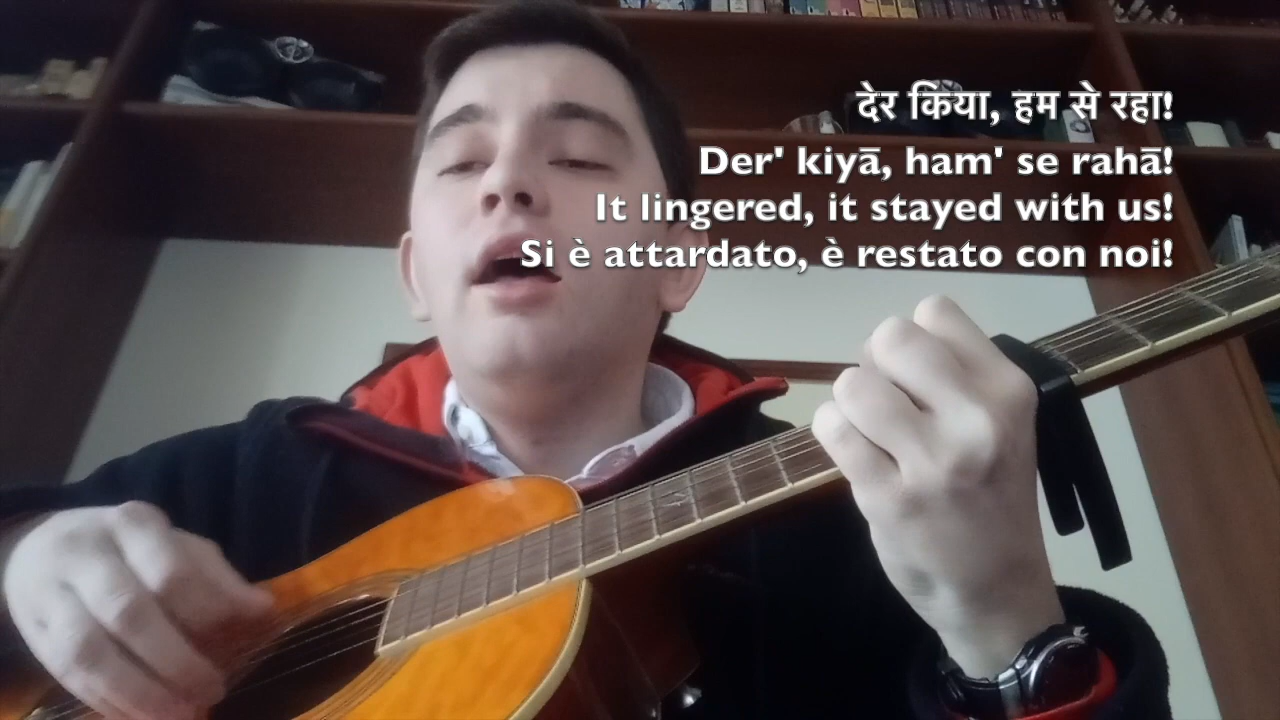 देर किया, हम से रहा!
Der' kiyā, ham' se rahā!
It lingered, it stayed with us!
Si è attardato, è restato con noi!